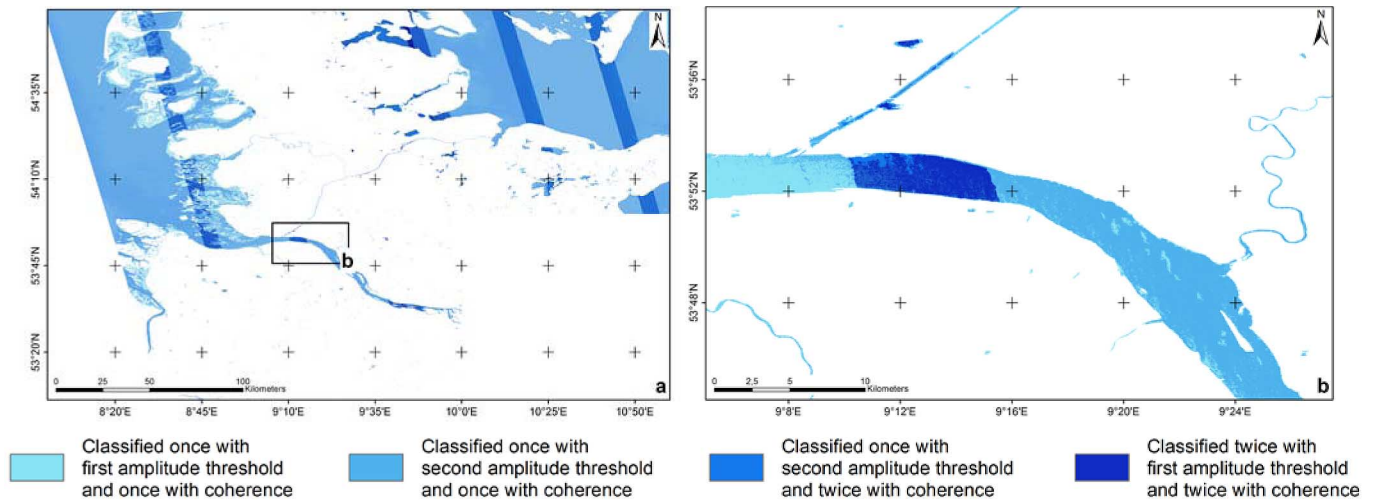 N
54°35'N
54°10'N
53°45'N
53°20'N
b
0 25 50 100
Kilometers
a
8°20'E 8°45'E 9°10'E 9°35'E 10°0'E 10°25'E 10°50'E
N
53°56'N
53°52'N
53°48'N
0 2,5 5 10
Kilometers
b
9°8'E 9°12'E 9°16'E 9°20'E 9°24'E
Classified once with
first amplitude threshold
and once with coherence
Classified once with
second amplitude threshold
and once with coherence
Classified once with
second amplitude threshold
and twice with coherence
Classified twice with
first amplitude threshold
and twice with coherence